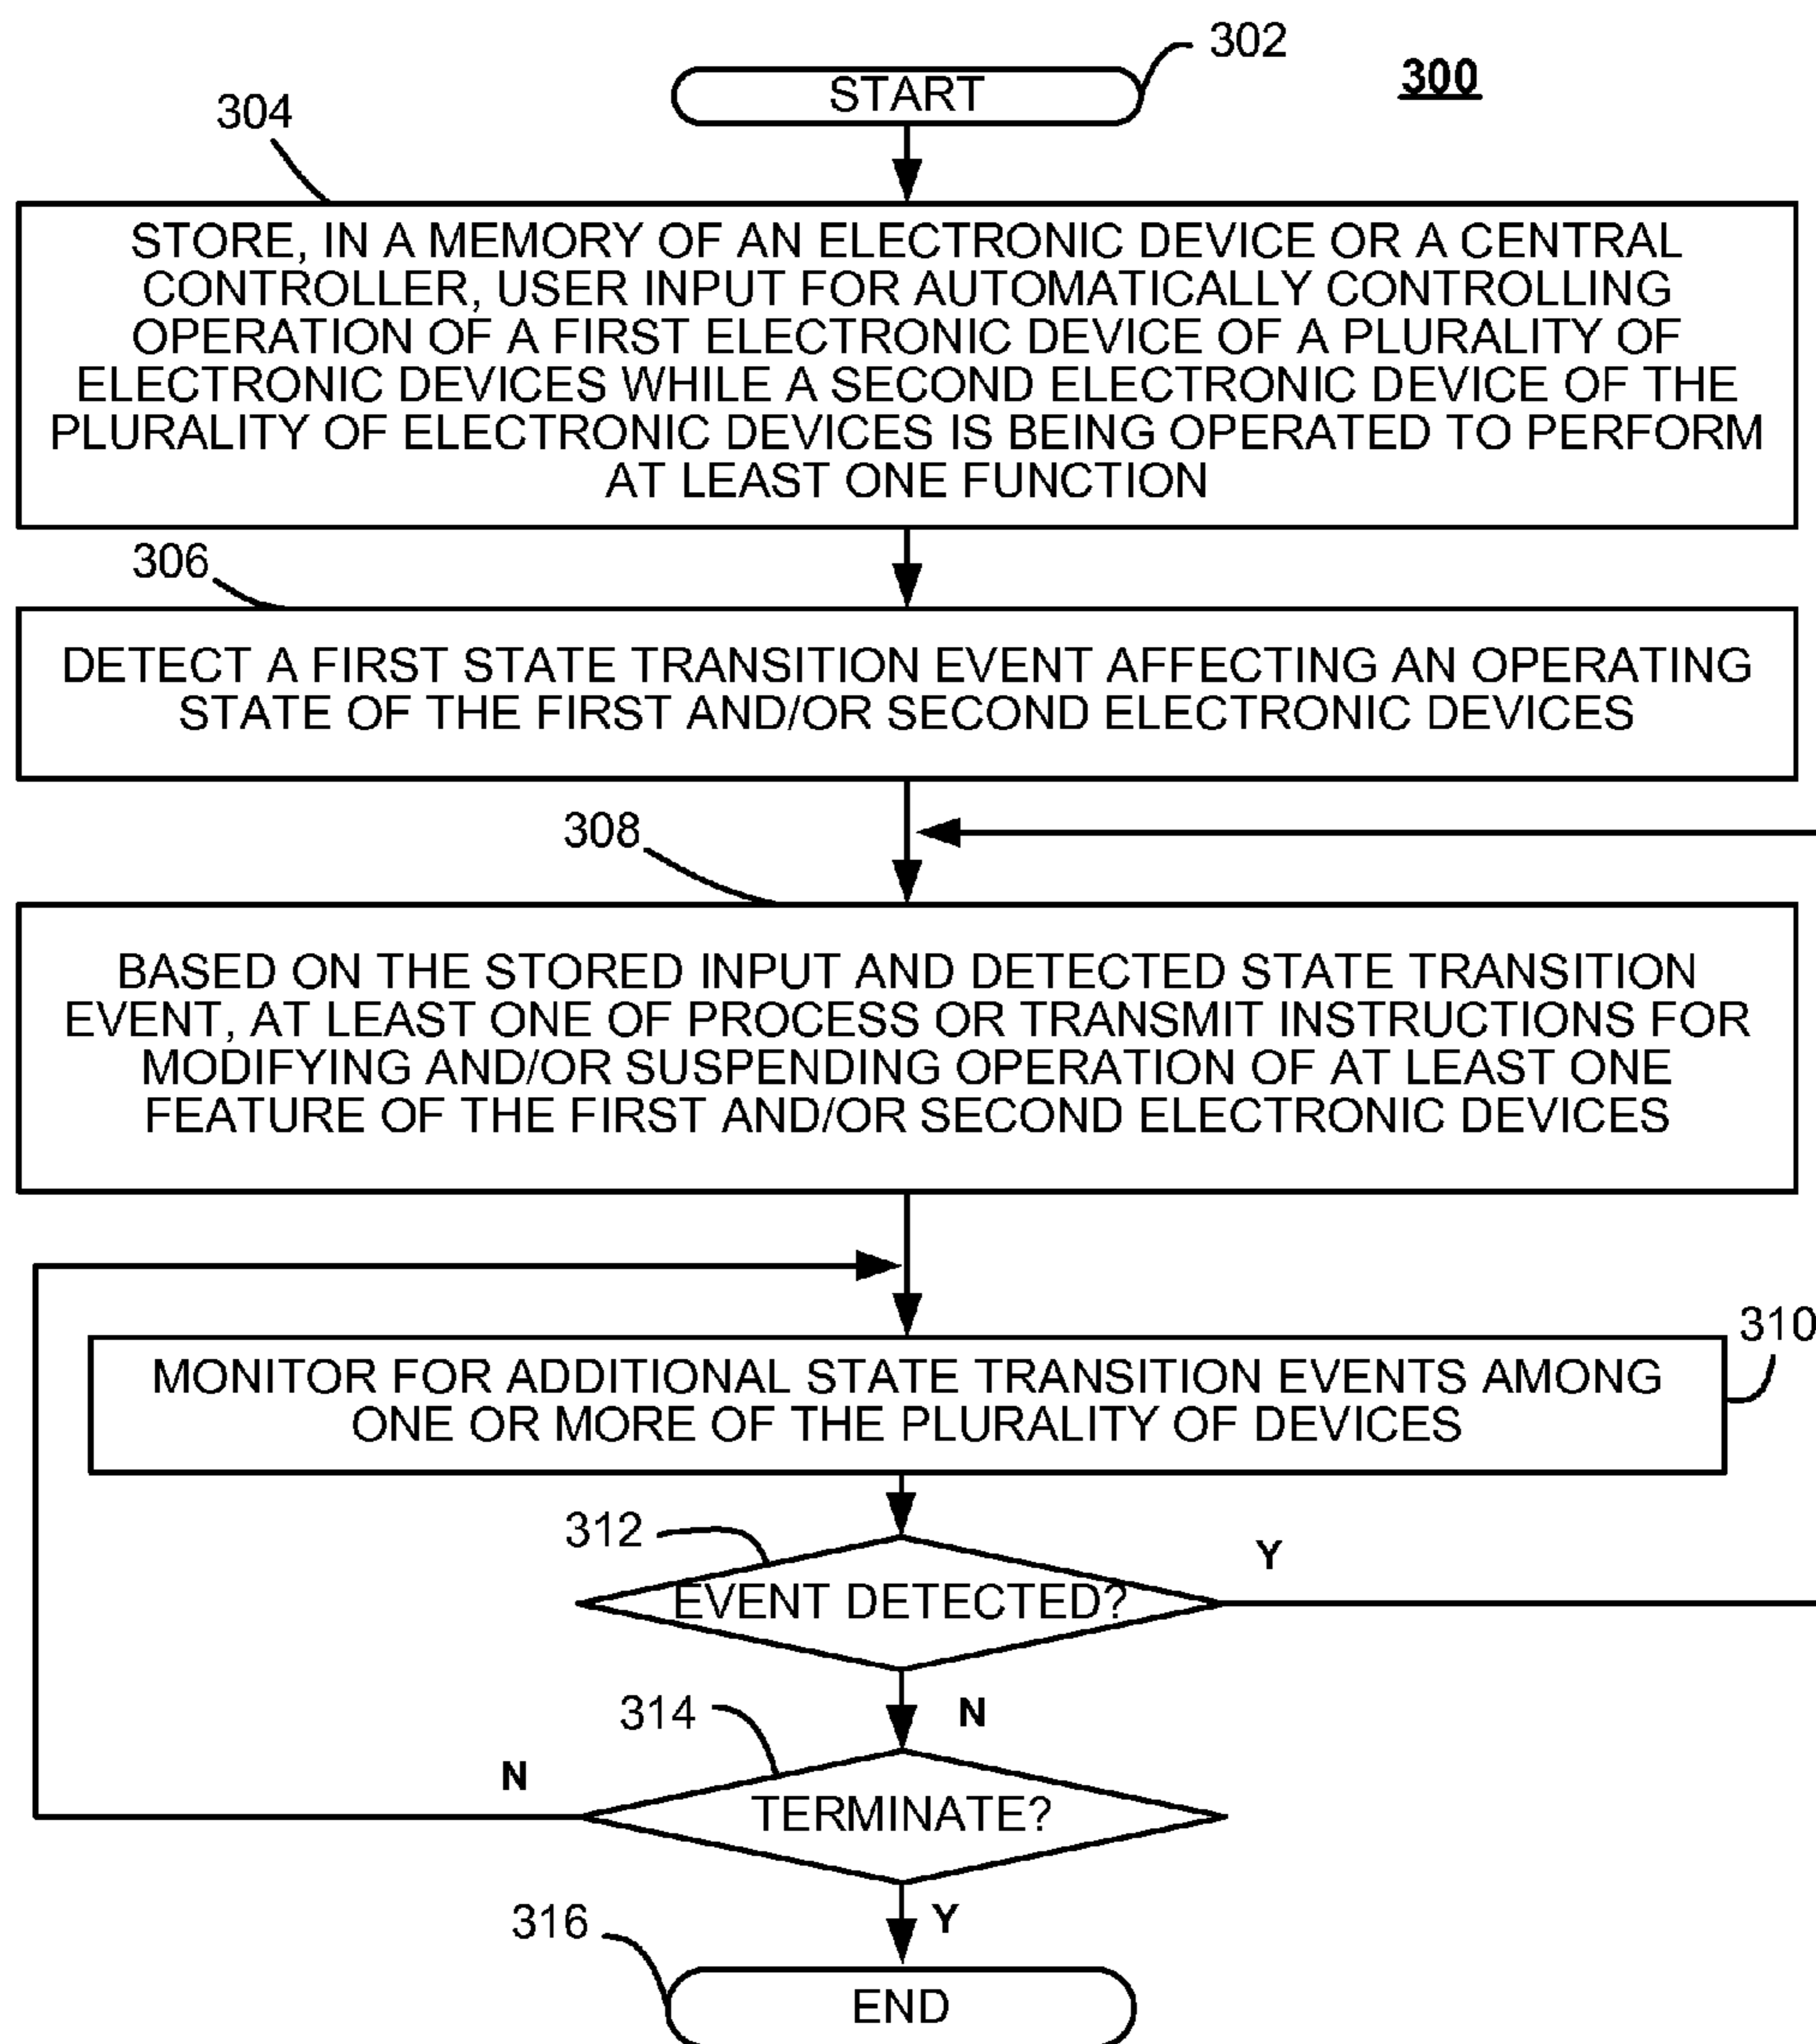 302
300
START
304
STORE, IN A MEMORY OF AN ELECTRONIC DEVICE OR A CENTRAL
CONTROLLER, USER INPUT FOR AUTOMATICALLY CONTROLLING
OPERATION OF A FIRST ELECTRONIC DEVICE OF A PLURALITY OF
ELECTRONIC DEVICES WHILE A SECOND ELECTRONIC DEVICE OF THE
PLURALITY OF ELECTRONIC DEVICES IS BEING OPERATED TO PERFORM
AT LEAST ONE FUNCTION
306
DETECT A FIRST STATE TRANSITION EVENT AFFECTING AN OPERATING
STATE OF THE FIRST AND/OR SECOND ELECTRONIC DEVICES
308
BASED ON THE STORED INPUT AND DETECTED STATE TRANSITION
EVENT, AT LEAST ONE OF PROCESS OR TRANSMIT INSTRUCTIONS FOR
MODIFYING AND/OR SUSPENDING OPERATION OF AT LEAST ONE
FEATURE OF THE FIRST AND/OR SECOND ELECTRONIC DEVICES
310
MONITOR FOR ADDITIONAL STATE TRANSITION EVENTS AMONG
ONE OR MORE OF THE PLURALITY OF DEVICES
312
Y
EVENT DETECTED?
314
N
N
TERMINATE?
316
Y
END